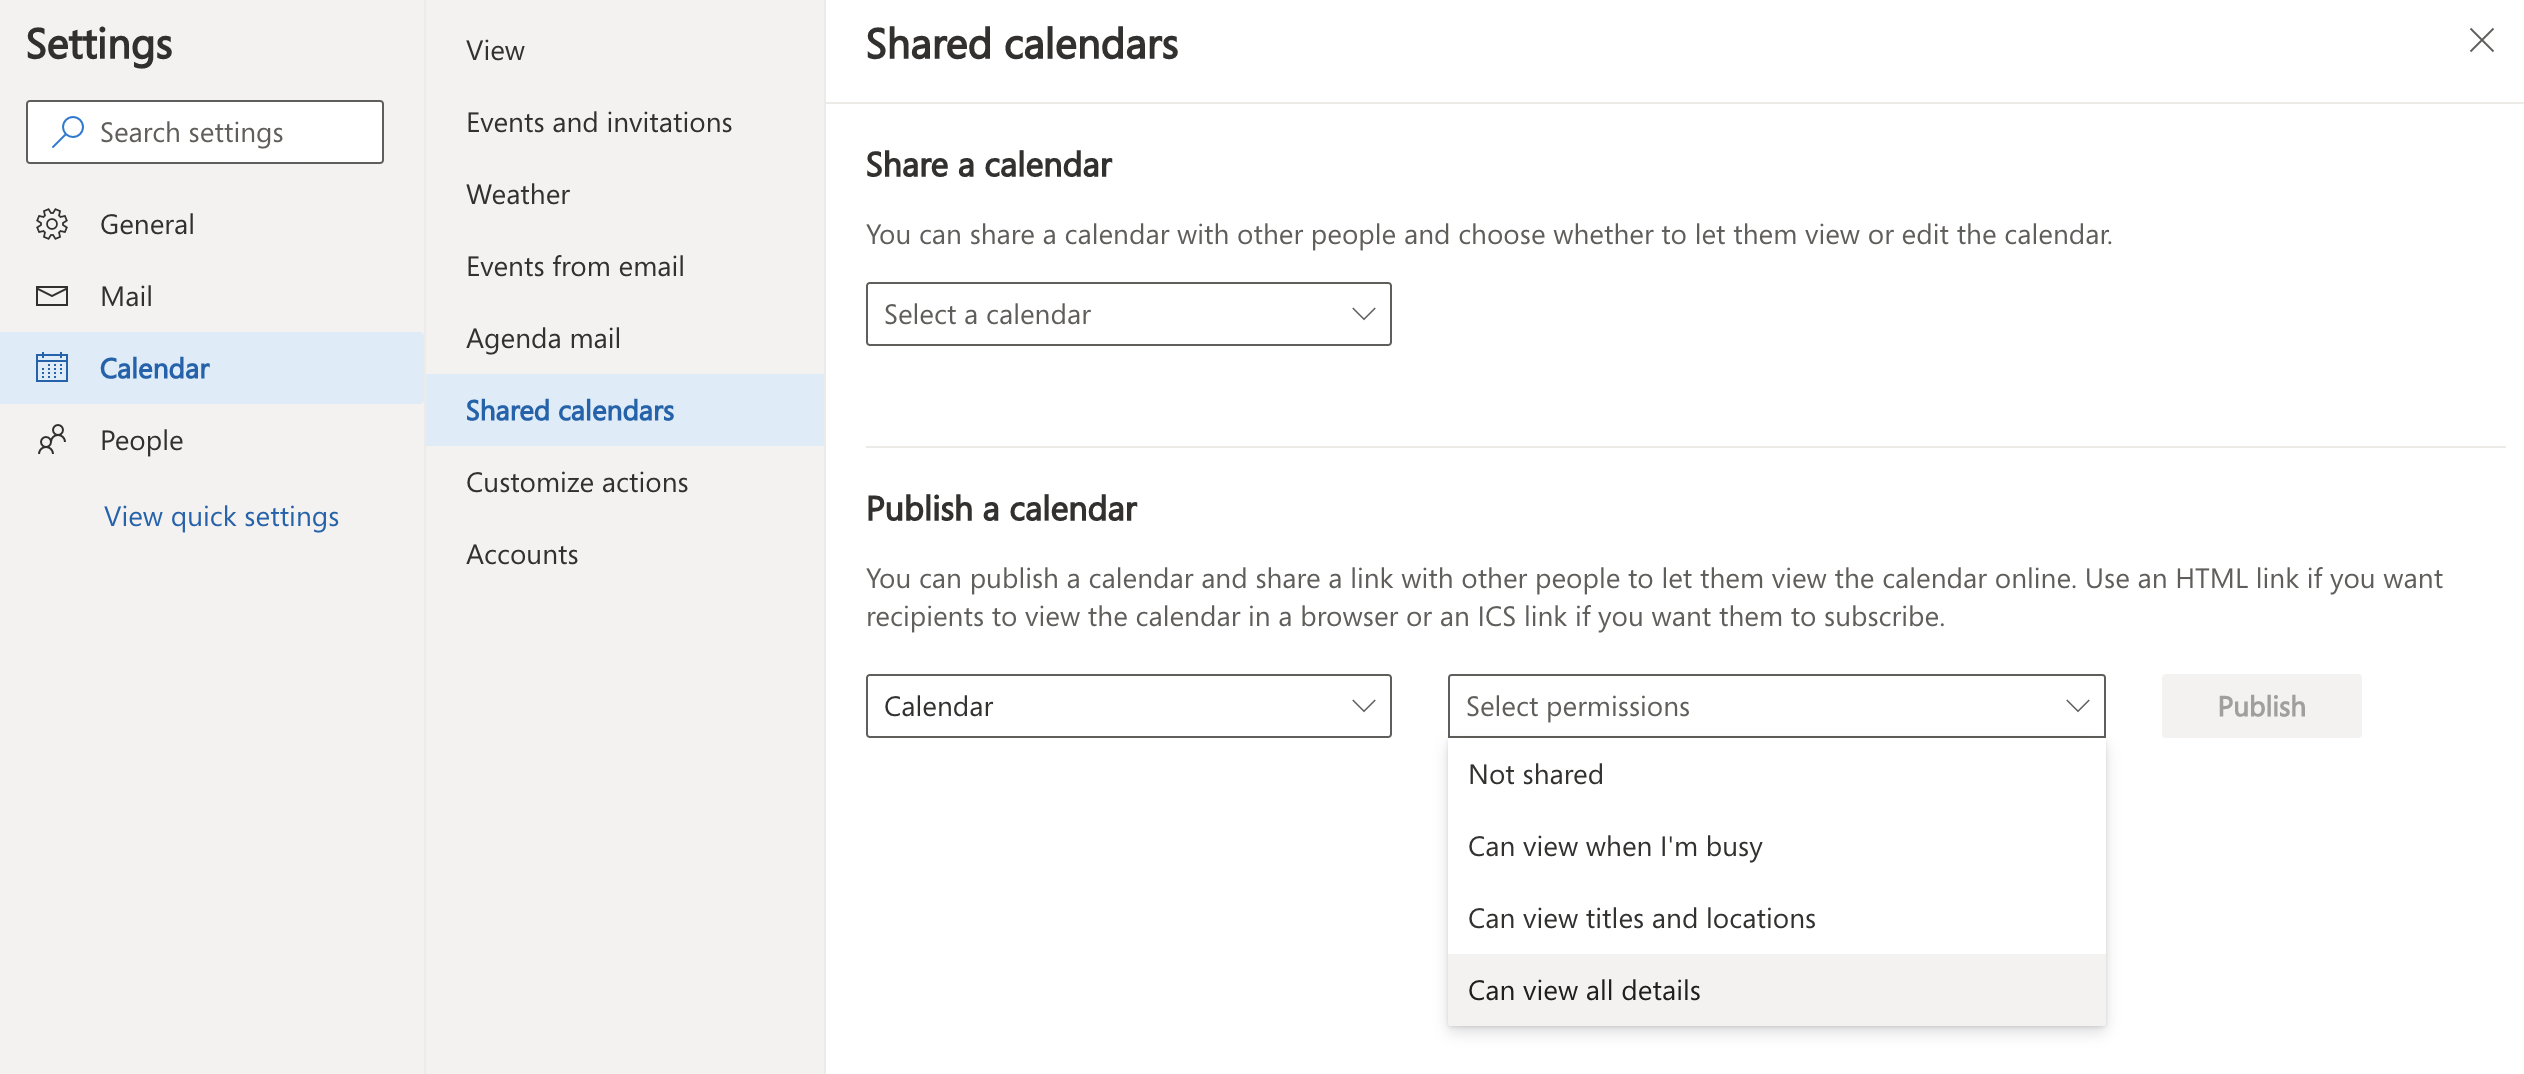 Settings
Search settings
General
Mail
Calendar
People
View quick settings
View
Events and invitations
Weather
Events from email
Agenda mail
Shared calendars
Customize actions
Accounts
Shared calendars
Share a calendar
You can share a calendar with other people and choose whether to let them view or edit the calendar.
Select a calendar
Publish a calendar
You can publish a calendar and share a link with other people to let them view the calendar online. Use an HTML link if you want
recipients to view the calendar in a browser or an ICS link if you want them to subscribe.
Calendar
Select permissions
Publish
Not shared
Can view when I'm busy
Can view titles and locations
Can view all details